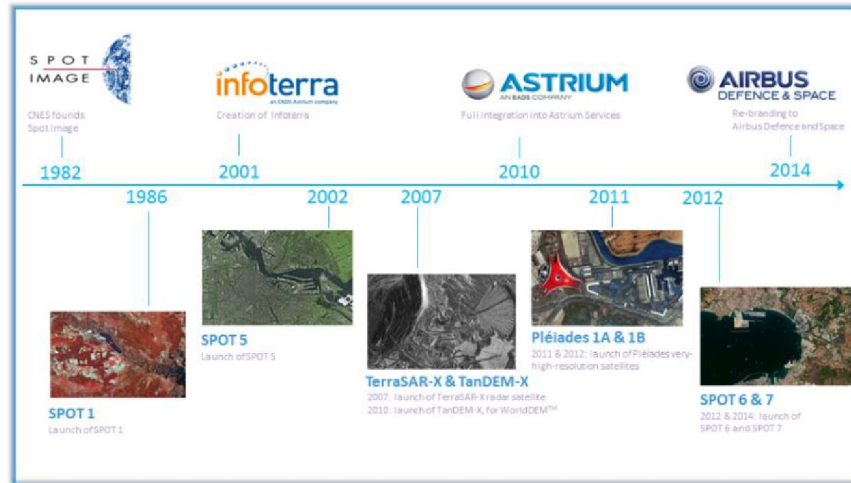 SPOT
IMAGE
CNES founds
Spot Image
infoterra
an EADS Astrium company
Creation of Infoterra
ASTRIUM
AN EADS COMPANY
Full integration into Astrium Services
AIRBUS
DEFENCE & SPACE
Re-branding to
Airbus Defence and Space
1982
2001
2010
2014
1986
2002
2007
2011
2012
SPOT 1
Launch of SPOT 1
SPOT 5
Launch of SPOT 5
TerraSAR-X & TanDEM-X
2007: launch of TerraSAR-X radar satellite
2010: launch of TanDEM-X, for WorldDEM™
Pléiades 1A & 1B
2011 & 2012: launch of Pléiades very-
high-resolution satellites
SPOT 6 & 7
2012 & 2014: launch of
SPOT 6 and SPOT 7